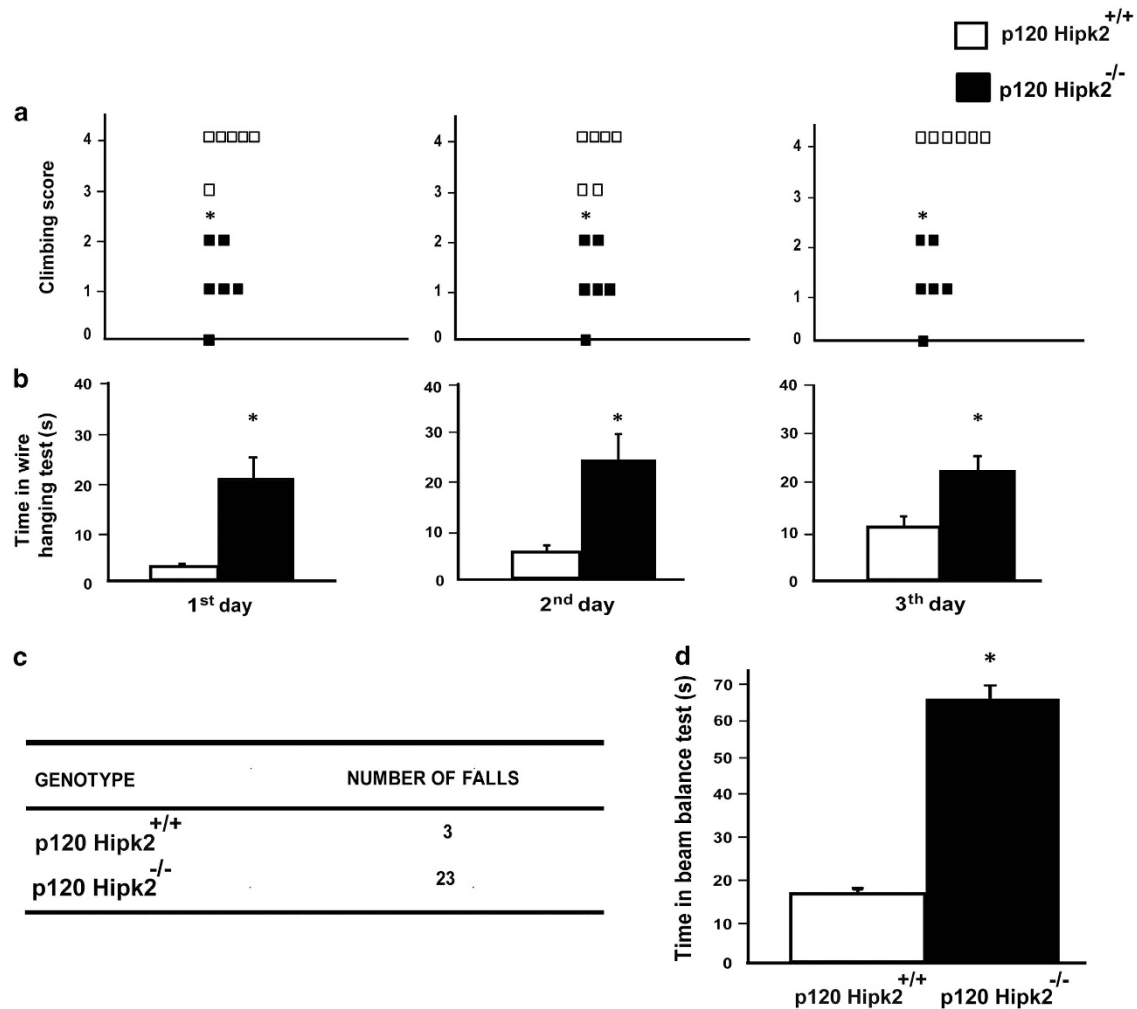 p120 Hipk2+/+
p120 Hipk2-/-
a
Climbing score
4
3
2
1
0
*
4
3
2
1
0
*
4
3
2
1
0
*
b
Time in wire
hanging test (s)
40
30
20
10
0
*
1st day
40
30
20
10
0
*
2nd day
40
30
20
10
0
*
3th day
c
GENOTYPE NUMBER OF FALLS
p120 Hipk2+/+ 3
p120 Hipk2-/- 23
d
Time in beam balance test (s)
70
60
50
40
30
20
10
0
*
p120 Hipk2+/+ p120 Hipk2-/-